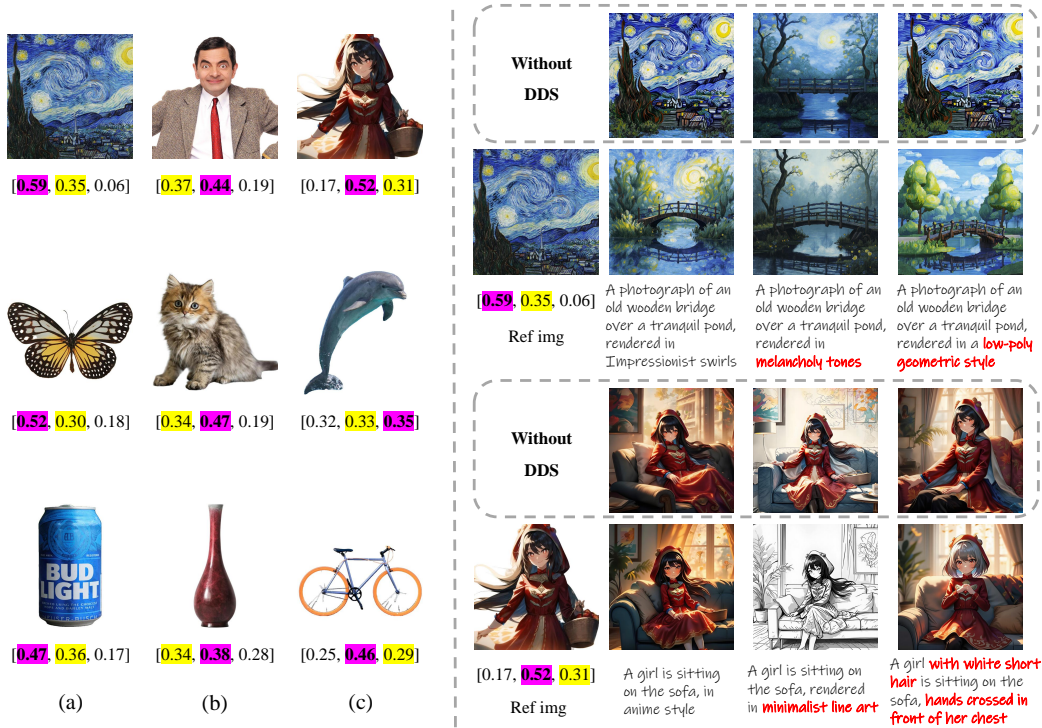 [0.59, 0.35, 0.06]
[0.37, 0.44, 0.19]
[0.17, 0.52, 0.31]
[0.52, 0.30, 0.18]
[0.34, 0.47, 0.19]
[0.32, 0.33, 0.35]
BUD
LIGHT
[0.47, 0.36, 0.17]
[0.34, 0.38, 0.28]
[0.25, 0.46, 0.29]
(a)
(b)
(c)
Without
DDS
[0.59, 0.35, 0.06]
Ref img
A photograph of an
old wooden bridge
over a tranquil pond,
rendered in
Impressionist swirls
A photograph of an
old wooden bridge
over a tranquil pond,
rendered in
melancholy tones
A photograph of an
old wooden bridge
over a tranquil pond,
rendered in a low-poly
geometric style
Without
DDS
[0.17, 0.52, 0.31]
Ref img
A girl is sitting
on the sofa, in
anime style
A girl is sitting on
the sofa, rendered
in minimalist line art
A girl with white short
hair is sitting on the
sofa, hands crossed in
front of her chest